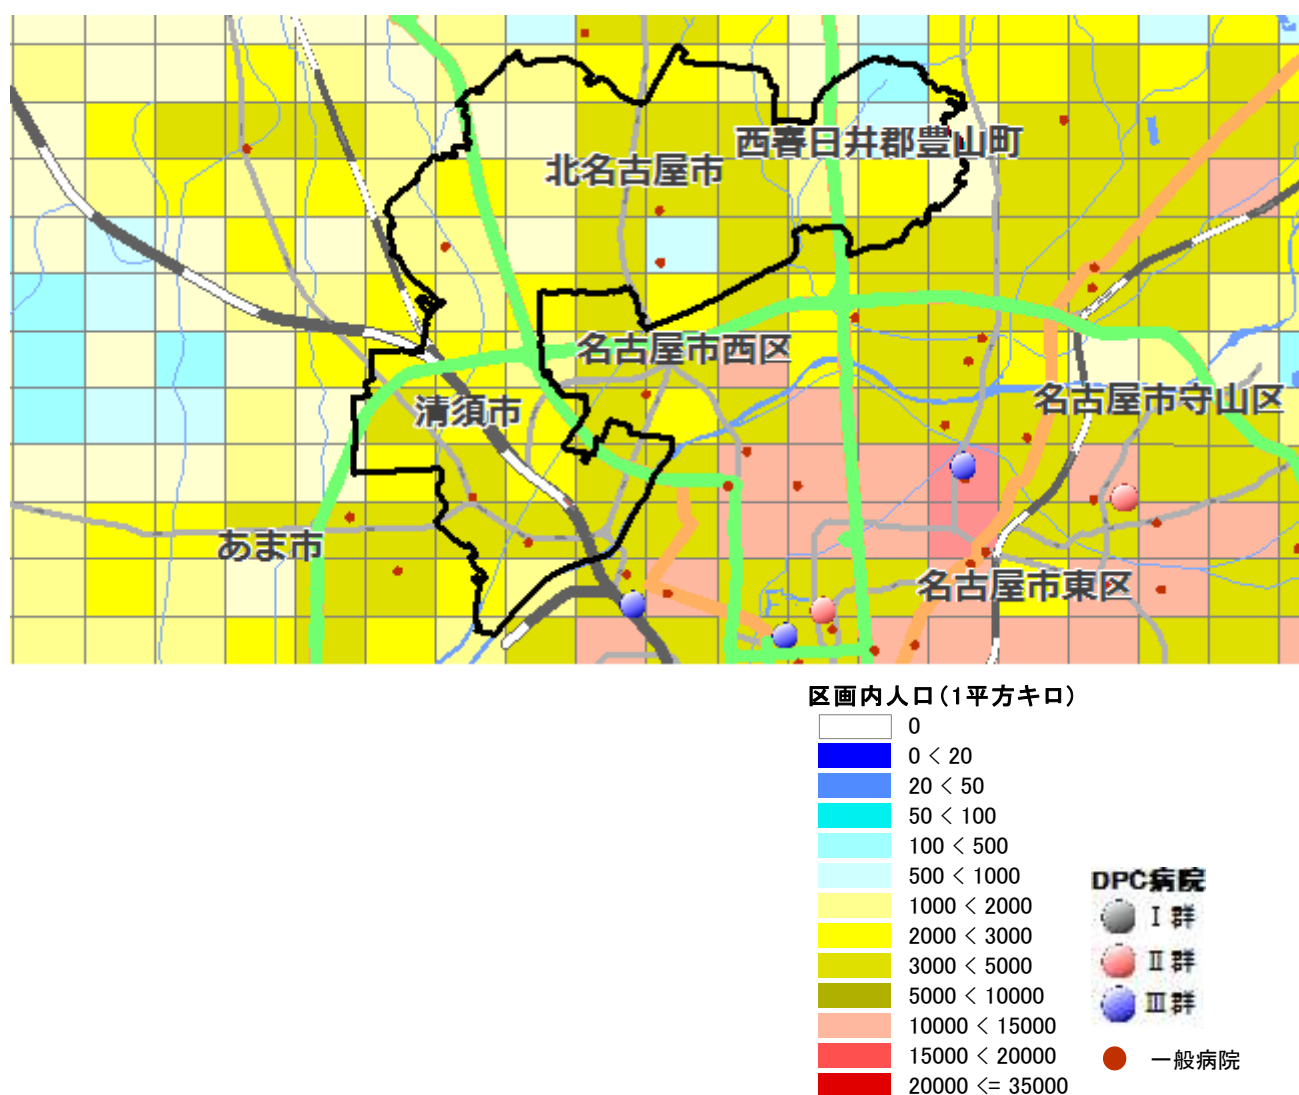 西春日井郡豊山町
北名古屋市
名古屋市西区
名古屋市守山区
清須市
あま市
名古屋市東区
区画内人口(1平方キロ)
0
0 < 20
20 < 50
50 < 100
100 < 500
500 < 1000
1000 < 2000
2000 < 3000
3000 < 5000
5000 < 10000
10000 < 15000
15000 < 20000
20000 <= 35000
DPC病院
Ⅰ群
Ⅱ群
Ⅲ群
一般病院